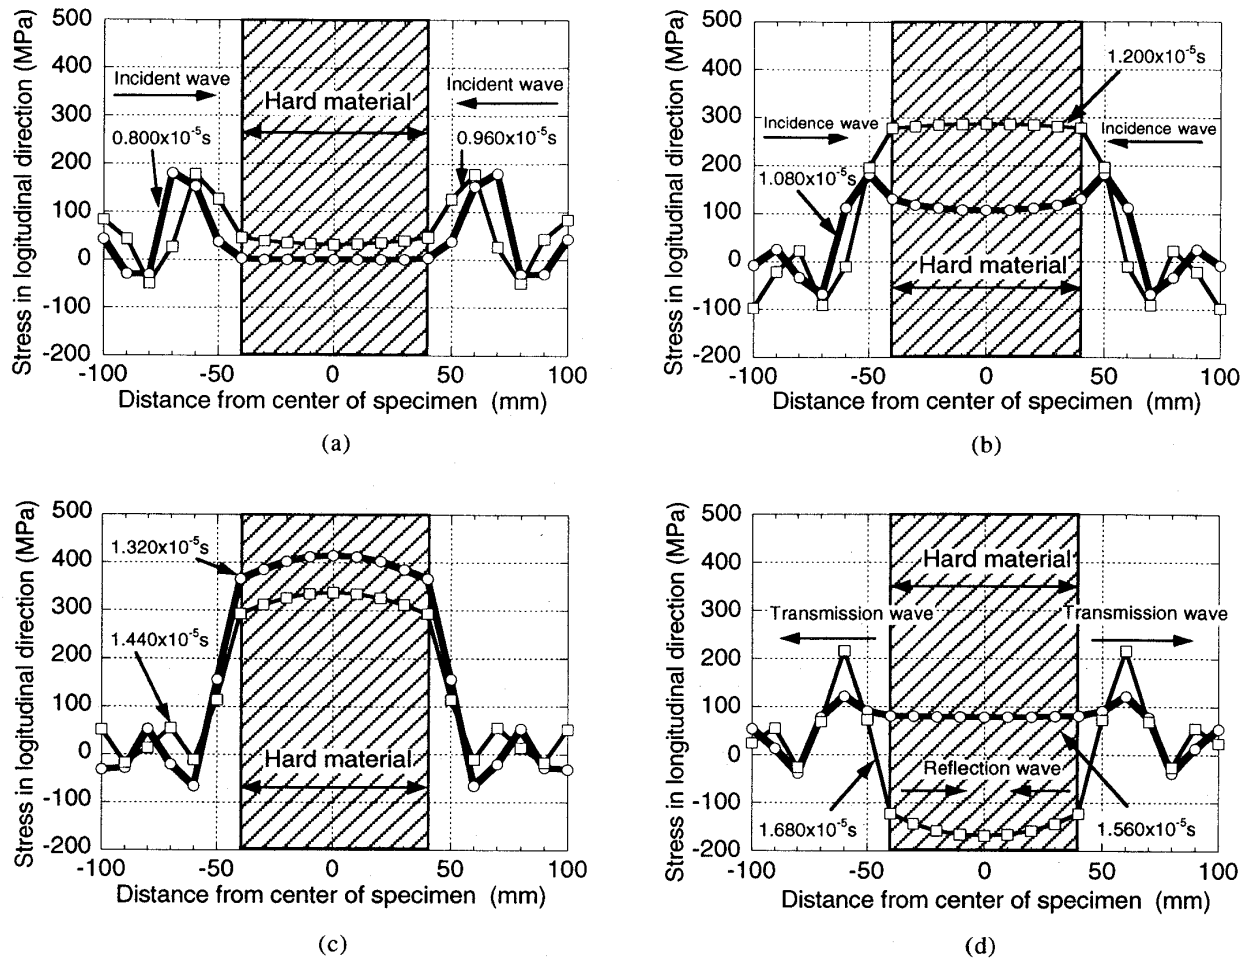 Stress in logitudinal direction (MPa)
500
400
300
200
100
0
-100
-200
Incident wave
Incident wave
Hard material
0.800x10⁻⁵s
0.960x10⁻⁵s
-100
-50
0
50
100
Distance from center of specimen (mm)
(a)
Stress in logitudinal direction (MPa)
500
400
300
200
100
0
-100
-200
1.200x10⁻⁵s
Incidence wave
Incidence wave
1.080x10⁻⁵s
Hard material
-100
-50
0
50
100
Distance from center of specimen (mm)
(b)
Stress in logitudinal direction (MPa)
500
400
300
200
100
0
-100
-200
1.320x10⁻⁵s
1.440x10⁻⁵s
Hard material
-100
-50
0
50
100
Distance from center of specimen (mm)
(c)
Stress in longitudinal direction (MPa)
500
400
300
200
100
0
-100
-200
Hard material
Transmission wave
Transmission wave
Reflection wave
1.680x10⁻⁵s
1.560x10⁻⁵s
-100
-50
0
50
100
Distance from center of specimen (mm)
(d)